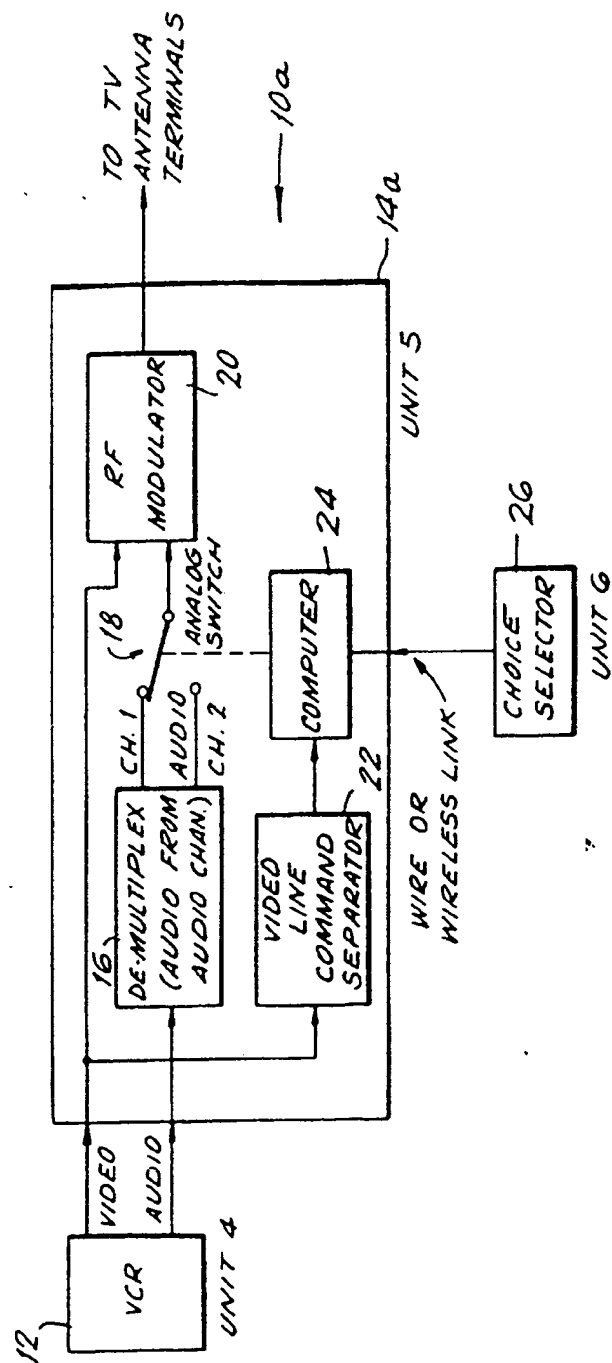 12
VCR
UNIT 4
VIDEO
AUDIO
16
DE-MULTIPLEX
(AUDIO FROM
AUDIO CHAN.)
CH. 1
AUDIO
CH. 2
18
ANALOG
SWITCH
RF
MODULATOR
20
TO TV
ANTENNA
TERMINALS
10a
14a
UNIT 5
VIDEO
LINE
COMMAND
SEPARATOR
22
COMPUTER
24
WIRE OR
WIRELESS LINK
CHOICE
SELECTOR
26
UNIT 6